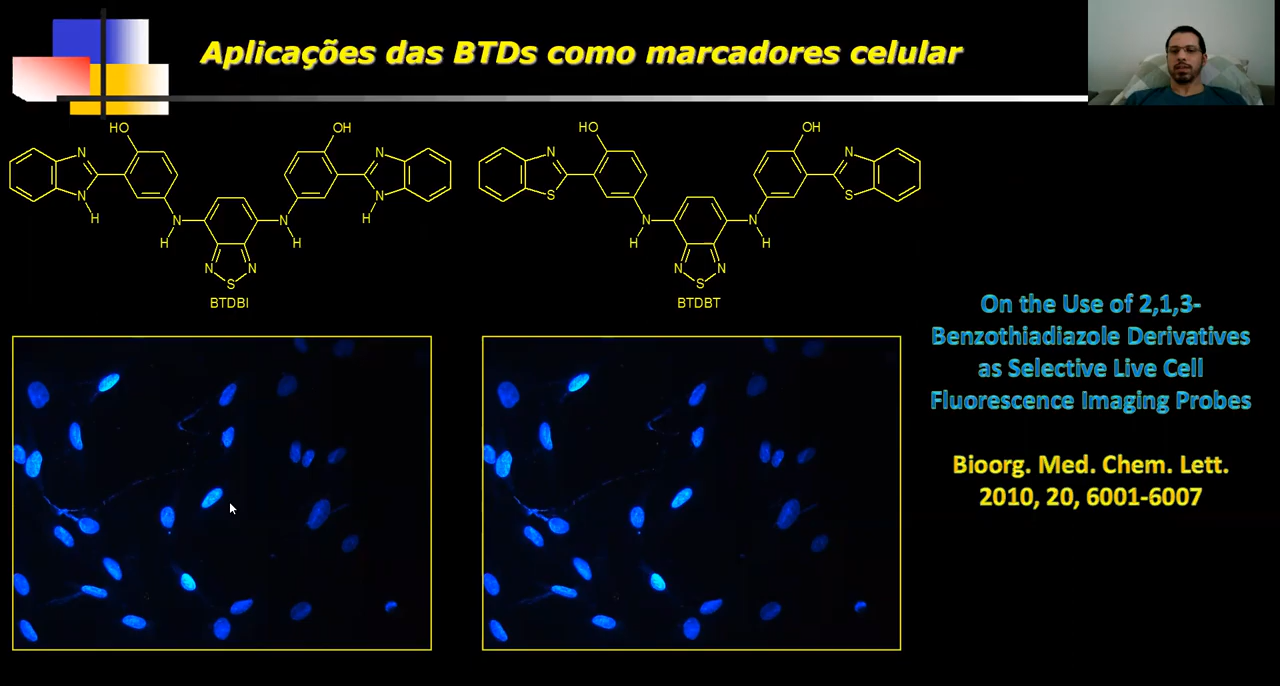 Aplicações das BTDs como marcadores celular
HO
OH
HO
OH
N
N
N
N
N
H
N
H
S
S
N
H
N
H
N
H
N
H
N
N
S
N
N
S
BTDBI
BTDBT
On the Use of 2,1,3-
Benzothiadiazole Derivatives
as Selective Live Cell
Fluorescence Imaging Probes
Bioorg. Med. Chem. Lett.
2010, 20, 6001-6007